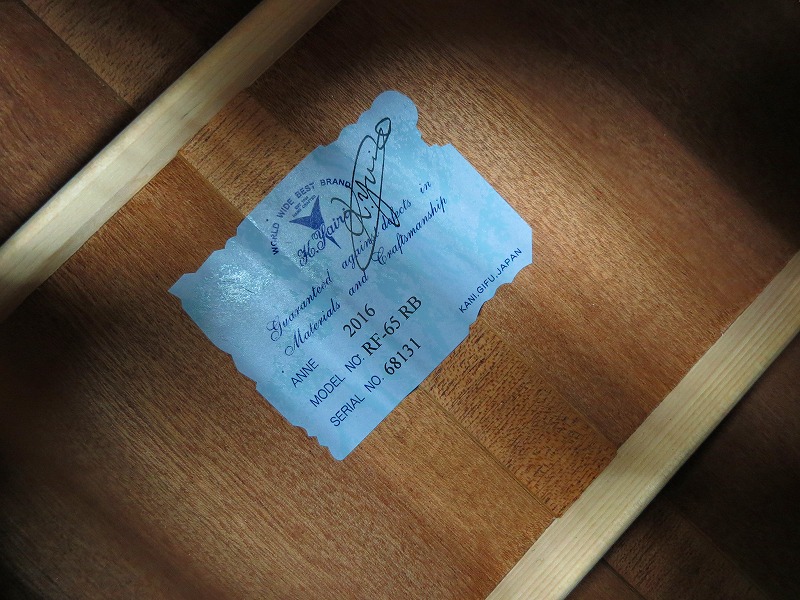 WORLD WIDE BEST BRAND
K.Yairi
Guaranteed against defects in
Materials and Craftsmanship
KANI, GIFU, JAPAN
ANNE 2016
MODEL NO. RF-65 RB
SERIAL NO. 68131